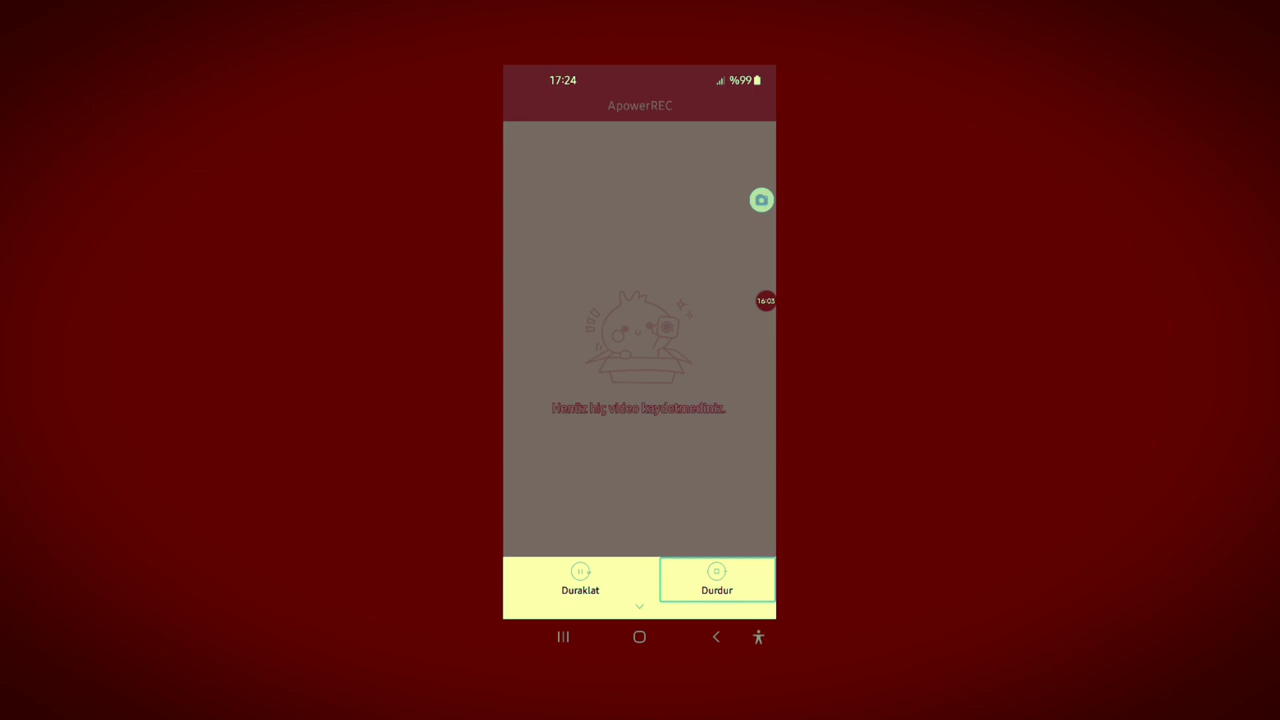 17:24
%99
ApowerREC
16:03
Henüz hiç video kaydetmediniz.
Duraklat
Durdur